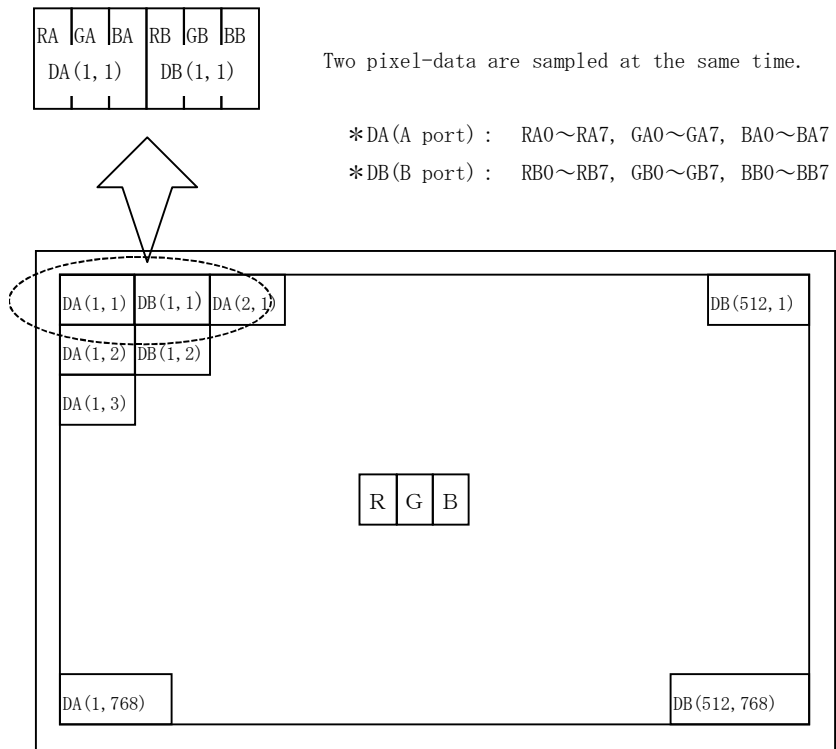 RA GA BA RB GB BB
DA(1,1) DB(1,1)
Two pixel-data are sampled at the same time.
*DA(A port): RA0~RA7, GA0~GA7, BA0~BA7
*DB(B port): RB0~RB7, GB0~GB7, BB0~BB7
DA(1,1) DB(1,1) DA(2,1) DB(512,1)
DA(1,2) DB(1,2)
DA(1,3)
R G B
DA(1,768) DB(512,768)